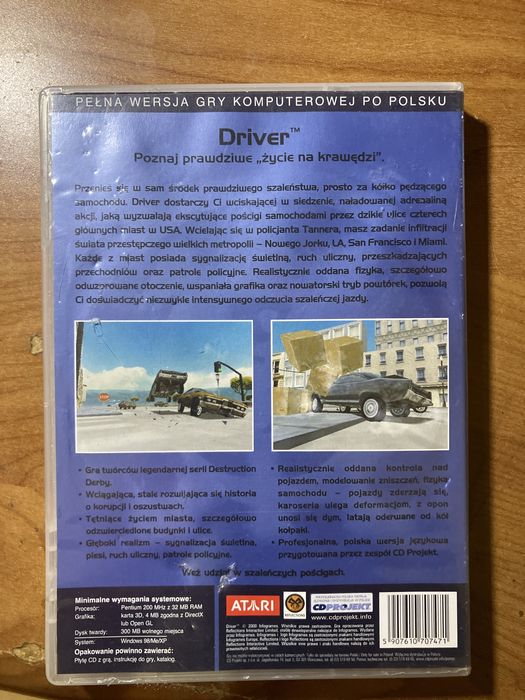 PEŁNA WERSJA GRY KOMPUTEROWEJ PO POLSKU
Driver™
Poznaj prawdziwe „życie na krawędzi".
Przenieś się w sam środek prawdziwego szaleństwa, prosto za kółko pędzącego
samochodu. Driver dostarczy Ci wciskającej w siedzenie, naładowanej adrenaliną
akcji, jaką wyzwalają ekscytujące pościgi samochodami przez dzikie ulice czterech
głównych miast w USA. Wcielając się w policjanta Tannera, masz zadanie infiltracji
świata przestępczego wielkich metropolii – Nowego Jorku, LA, San Francisco i Miami.
Każde z miast posiada sygnalizację świetlną, ruch uliczny, przeszkadzających
przechodniów oraz patrole policyjne. Realistycznie oddana fizyka, szczegółowo
odwzorowane otoczenie, wspaniała grafika oraz nowatorski tryb powtórek, pozwolą
Ci doświadczyć niezwykle intensywnego odczucia szaleńczej jazdy.
STOP
• Gra twórców legendarnej serii Destruction
Derby.
• Wciągająca, stale rozwijająca się historia
o korupcji i oszustwach.
• Tętniące życiem miasta, szczegółowo
odzwierciedlone budynki i ulice.
• Głęboki realizm – sygnalizacja świetlna,
piesi, ruch uliczny, patrole policyjne.
• Realistycznie oddana kontrola nad
pojazdem, modelowanie zniszczeń, fizyka
samochodu – pojazdy zderzają się,
karoseria ulega deformacjom, z opon
unosi się dym, latają oderwane od kół
kołpaki.
• Profesjonalna, polska wersja językowa
przygotowana przez zespół CD Projekt.
Weź udział w szaleńczych pościgach.
Minimalne wymagania systemowe:
Procesor: Pentium 200 MHz z 32 MB RAM
Grafika: karta 3D, 4 MB zgodna z DirectX
lub Open GL
Dysk twardy: 300 MB wolnego miejsca
System: Windows 98/Me/XP
Opakowanie powinno zawierać:
Płytę CD z grą, instrukcję do gry, katalog.
ATARI
REFLECTIONS
CDPROJEKT
www.cdprojekt.info
5 907610 707471